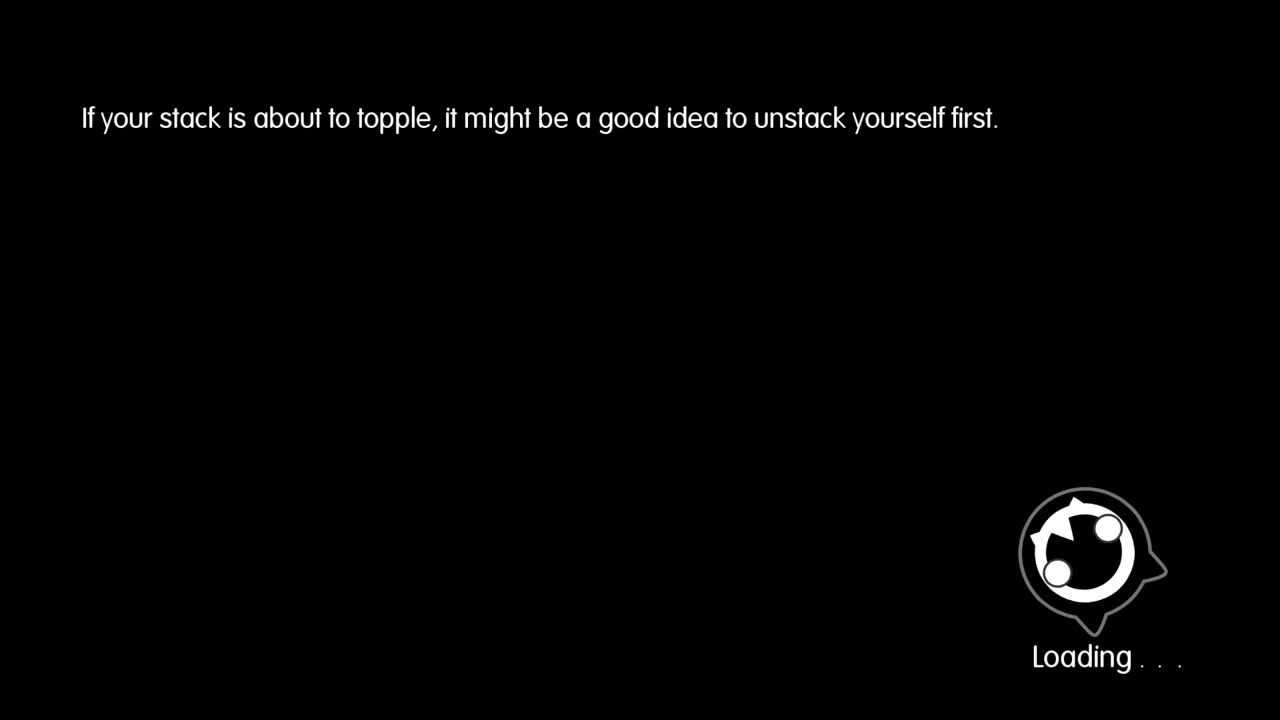 If your stack is about to topple, it might be a good idea to unstack yourself first.
Loading . . .